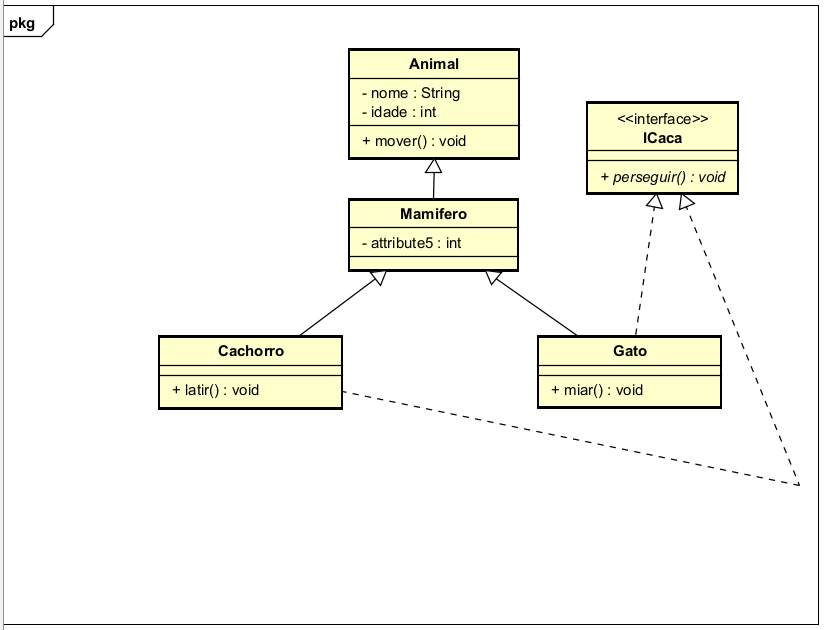 pkg
Animal
- nome : String
- idade : int
+ mover() : void
<<interface>>
ICaca
+ perseguir() : void
Mamifero
- attribute5 : int
Cachorro
+ latir() : void
Gato
+ miar() : void